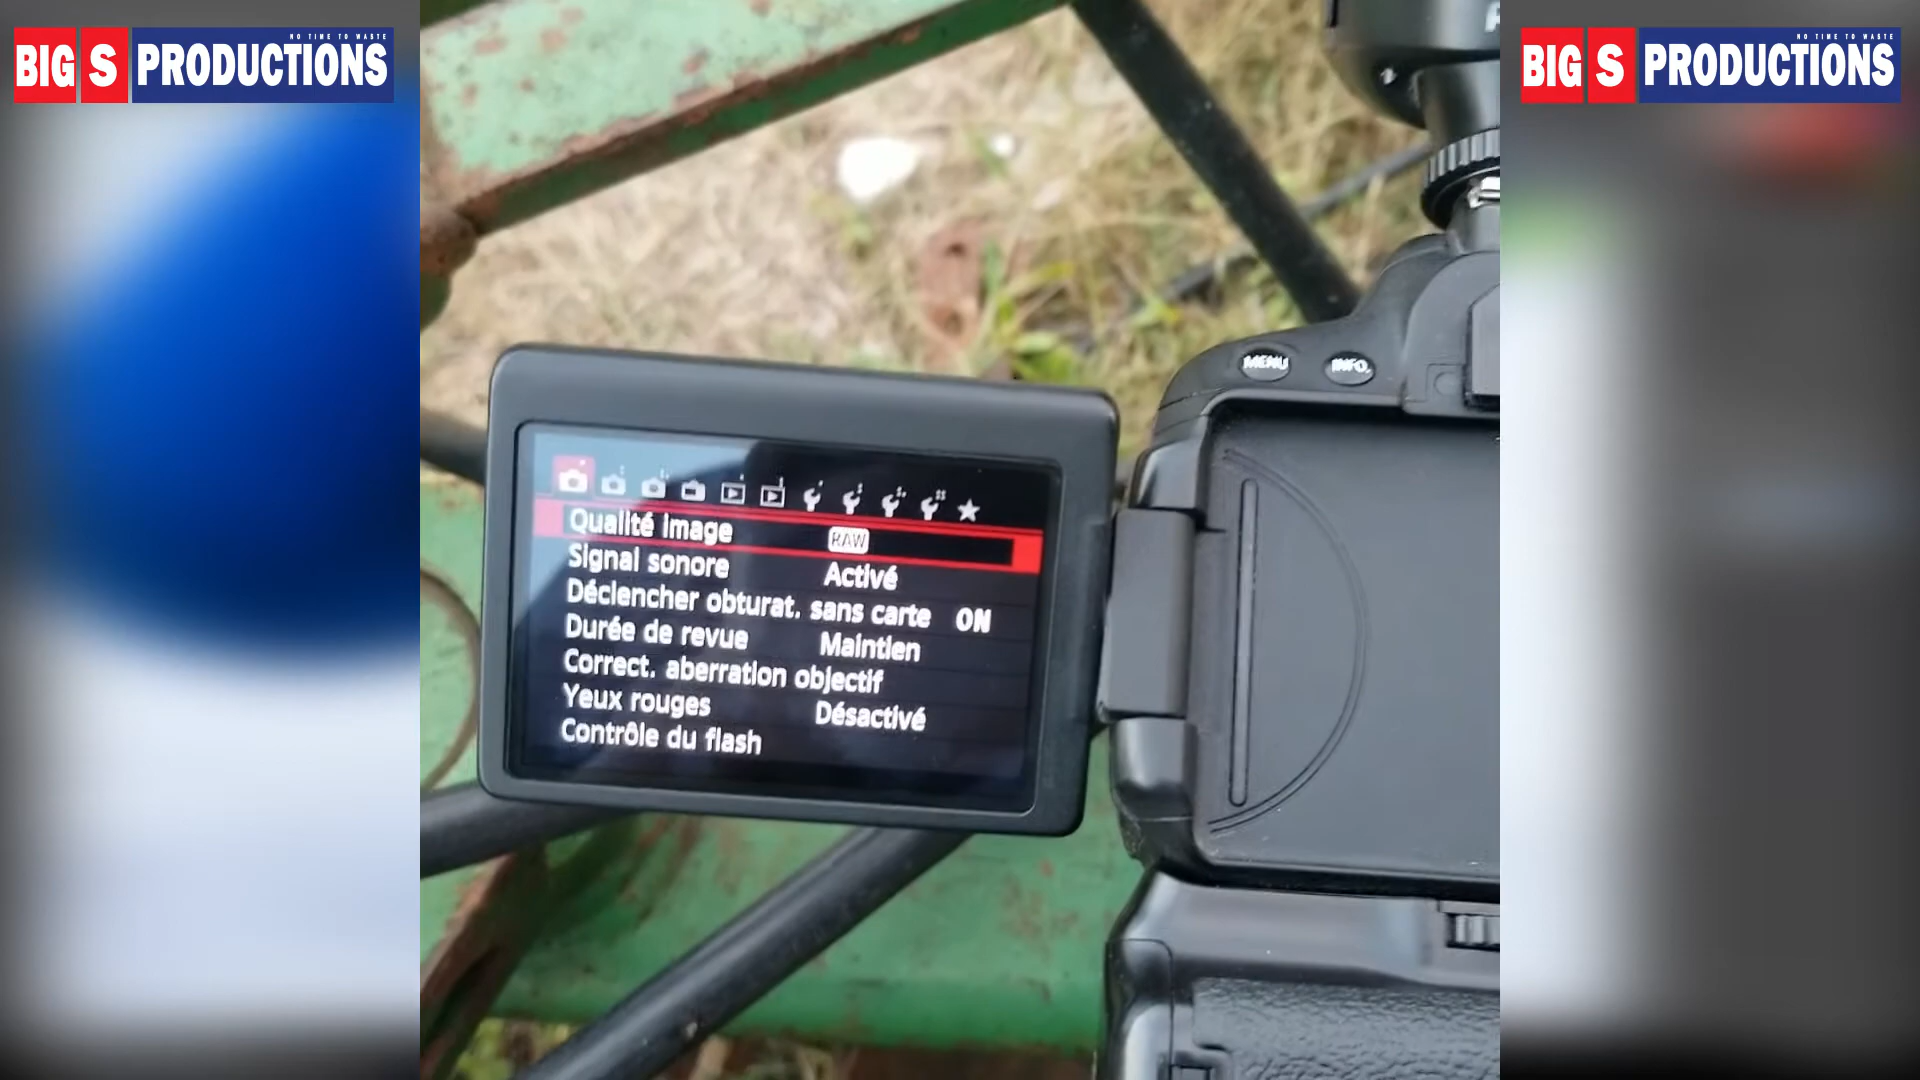 NO TIME TO WASTE
BIG S PRODUCTIONS
NO TIME TO WASTE
BIG S PRODUCTIONS
MENU
INFO.
Qualité image RAW
Signal sonore Activé
Déclencher obturat. sans carte ON
Durée de revue Maintien
Correct. aberration objectif
Yeux rouges Désactivé
Contrôle du flash